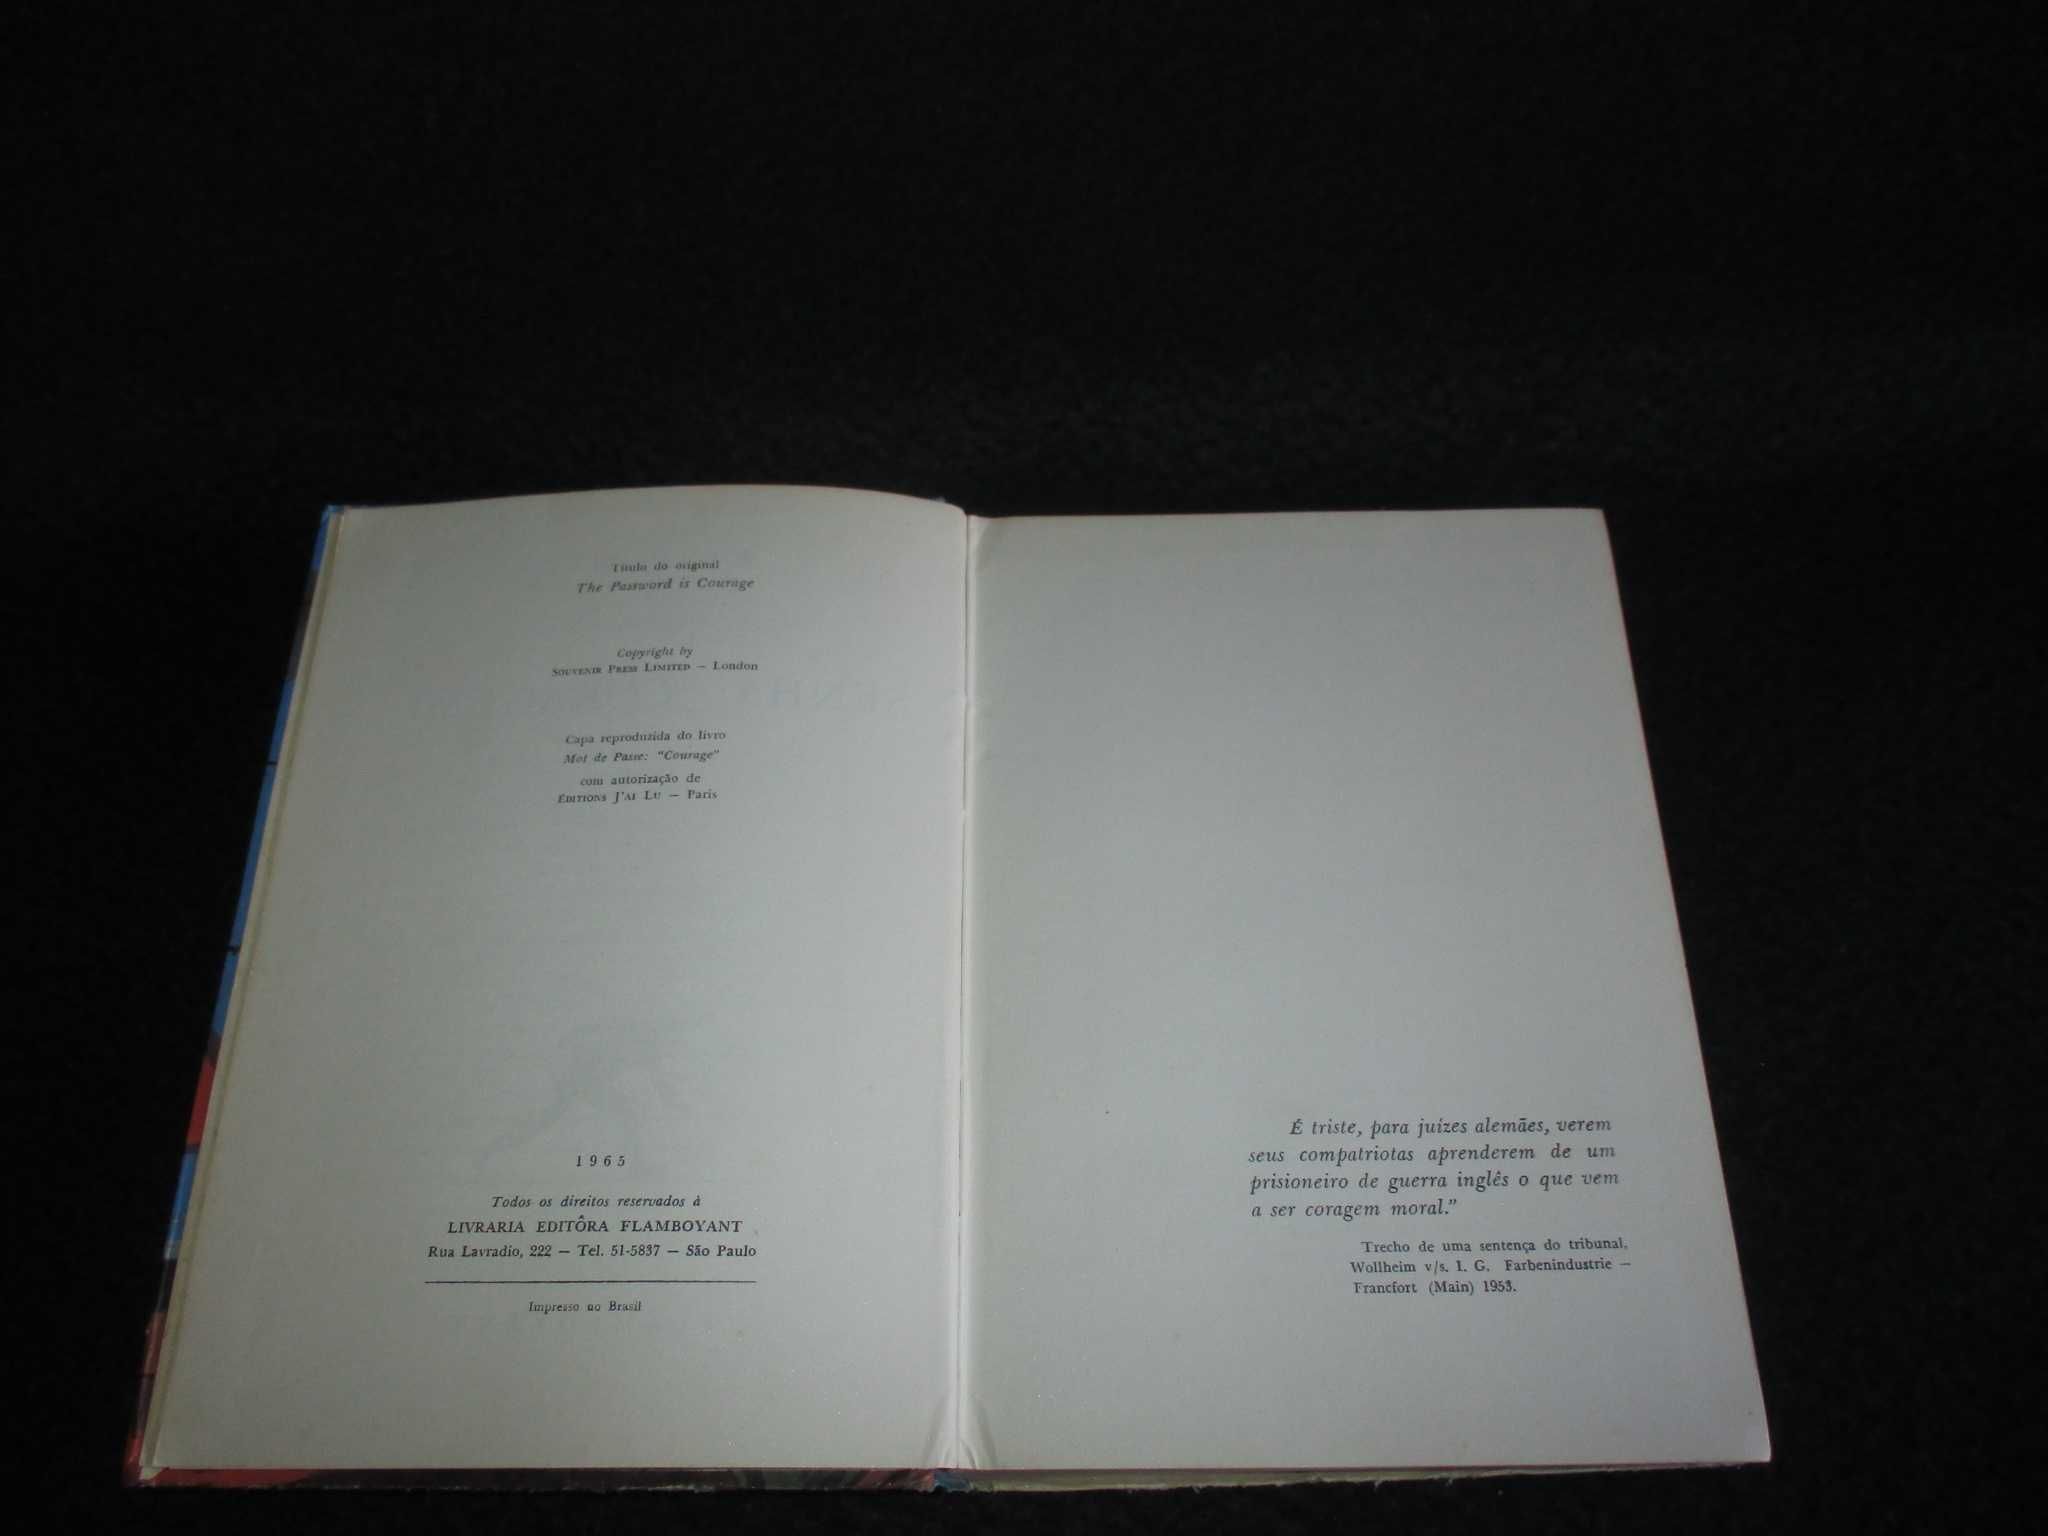 Título do original
The Password is Courage
Copyright by
SOUVENIR PRESS LIMITED — London
Capa reproduzida do livro
Mot de Passe: "Courage"
com autorização de
ÉDITIONS J'AI LU — Paris
1965
Todos os direitos reservados à
LIVRARIA EDITÔRA FLAMBOYANT
Rua Lavradio, 222 — Tel. 51-5837 — São Paulo
Impresso no Brasil
É triste, para juízes alemães, verem
seus compatriotas aprenderem de um
prisioneiro de guerra inglês o que vem
a ser coragem moral."
Trecho de uma sentença do tribunal,
Wollheim v/s. I. G. Farbenindustrie —
Francfort (Main) 1953.